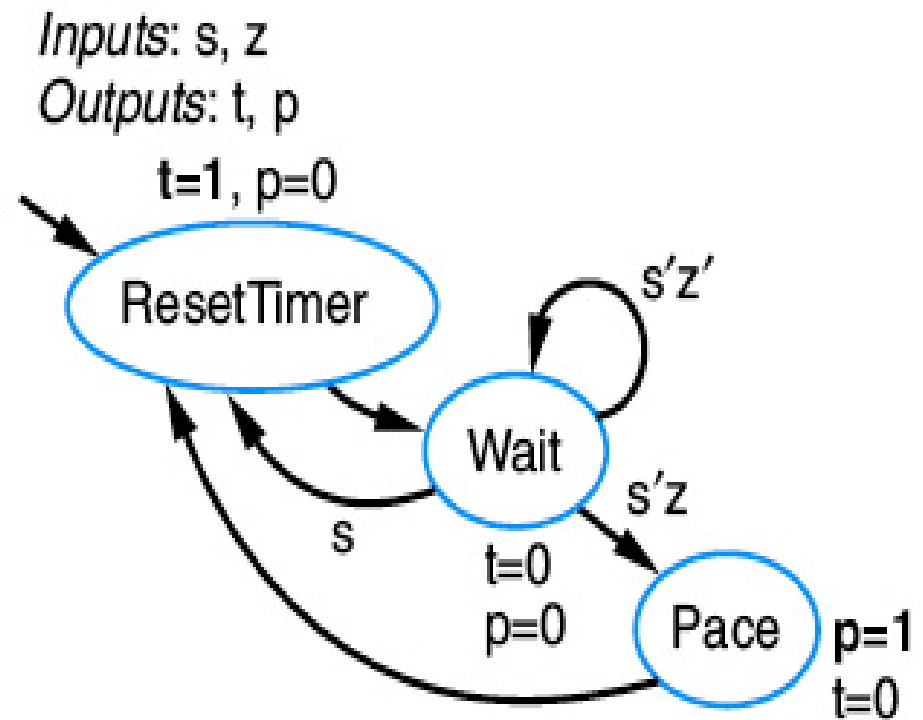 Inputs: s, z
Outputs: t, p
t=1, p=0
ResetTimer
s′z′
Wait
s′z
s
t=0
p=0
Pace
p=1
t=0